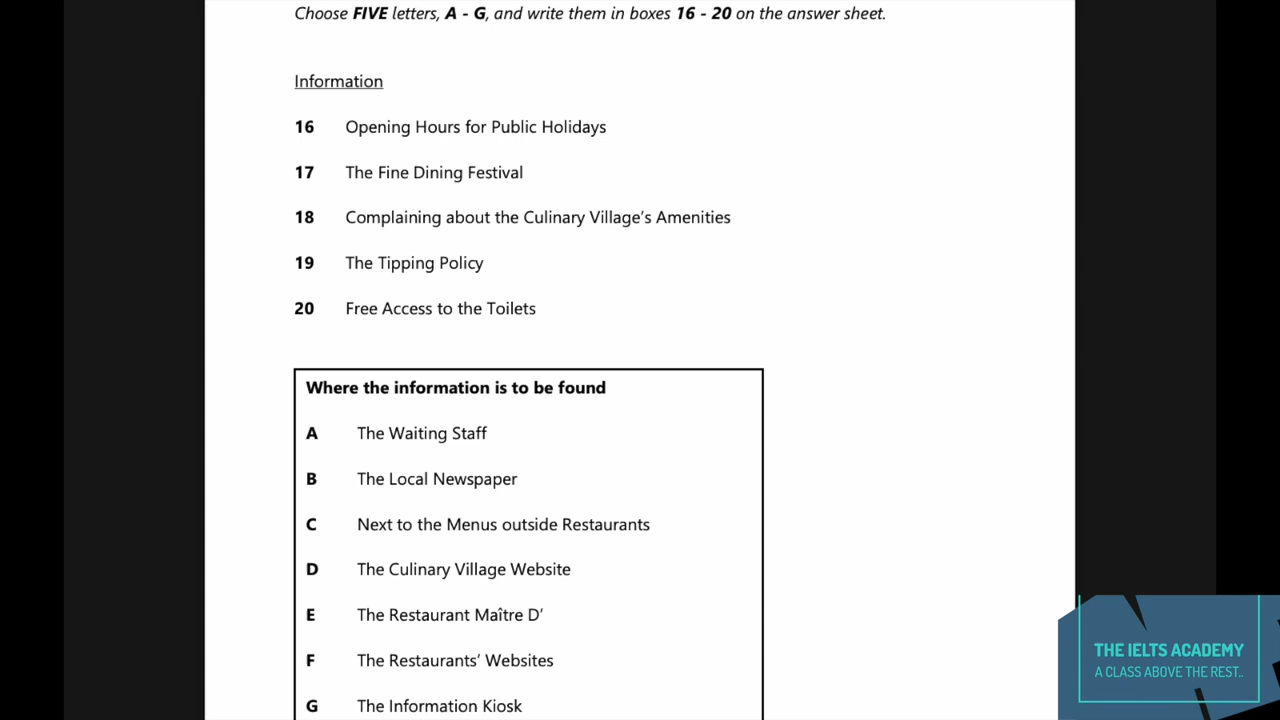 Choose FIVE letters, A - G, and write them in boxes 16 - 20 on the answer sheet.
Information
16 Opening Hours for Public Holidays
17 The Fine Dining Festival
18 Complaining about the Culinary Village's Amenities
19 The Tipping Policy
20 Free Access to the Toilets
Where the information is to be found
A The Waiting Staff
B The Local Newspaper
C Next to the Menus outside Restaurants
D The Culinary Village Website
E The Restaurant Maître D'
F The Restaurants' Websites
G The Information Kiosk
THE IELTS ACADEMY
A CLASS ABOVE THE REST..